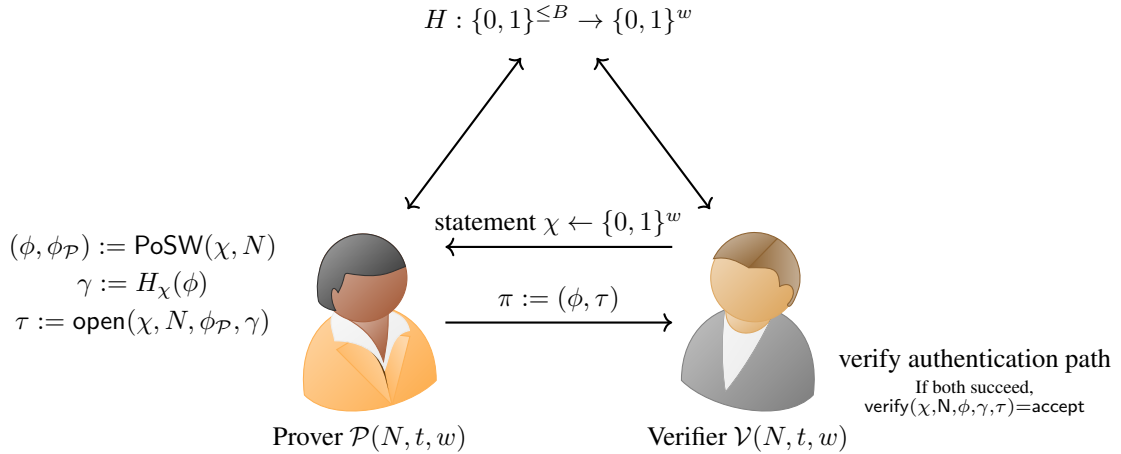 H : {0, 1}^{≤B} → {0, 1}^w
statement χ ← {0, 1}^w
(ϕ, ϕ_𝒫) := PoSW(χ, N)
γ := H_χ(ϕ)
τ := open(χ, N, ϕ_𝒫, γ)
π := (ϕ, τ)
verify authentication path
If both succeed,
verify(χ,N,ϕ,γ,τ)=accept
Prover 𝒫(N, t, w)
Verifier 𝒱(N, t, w)